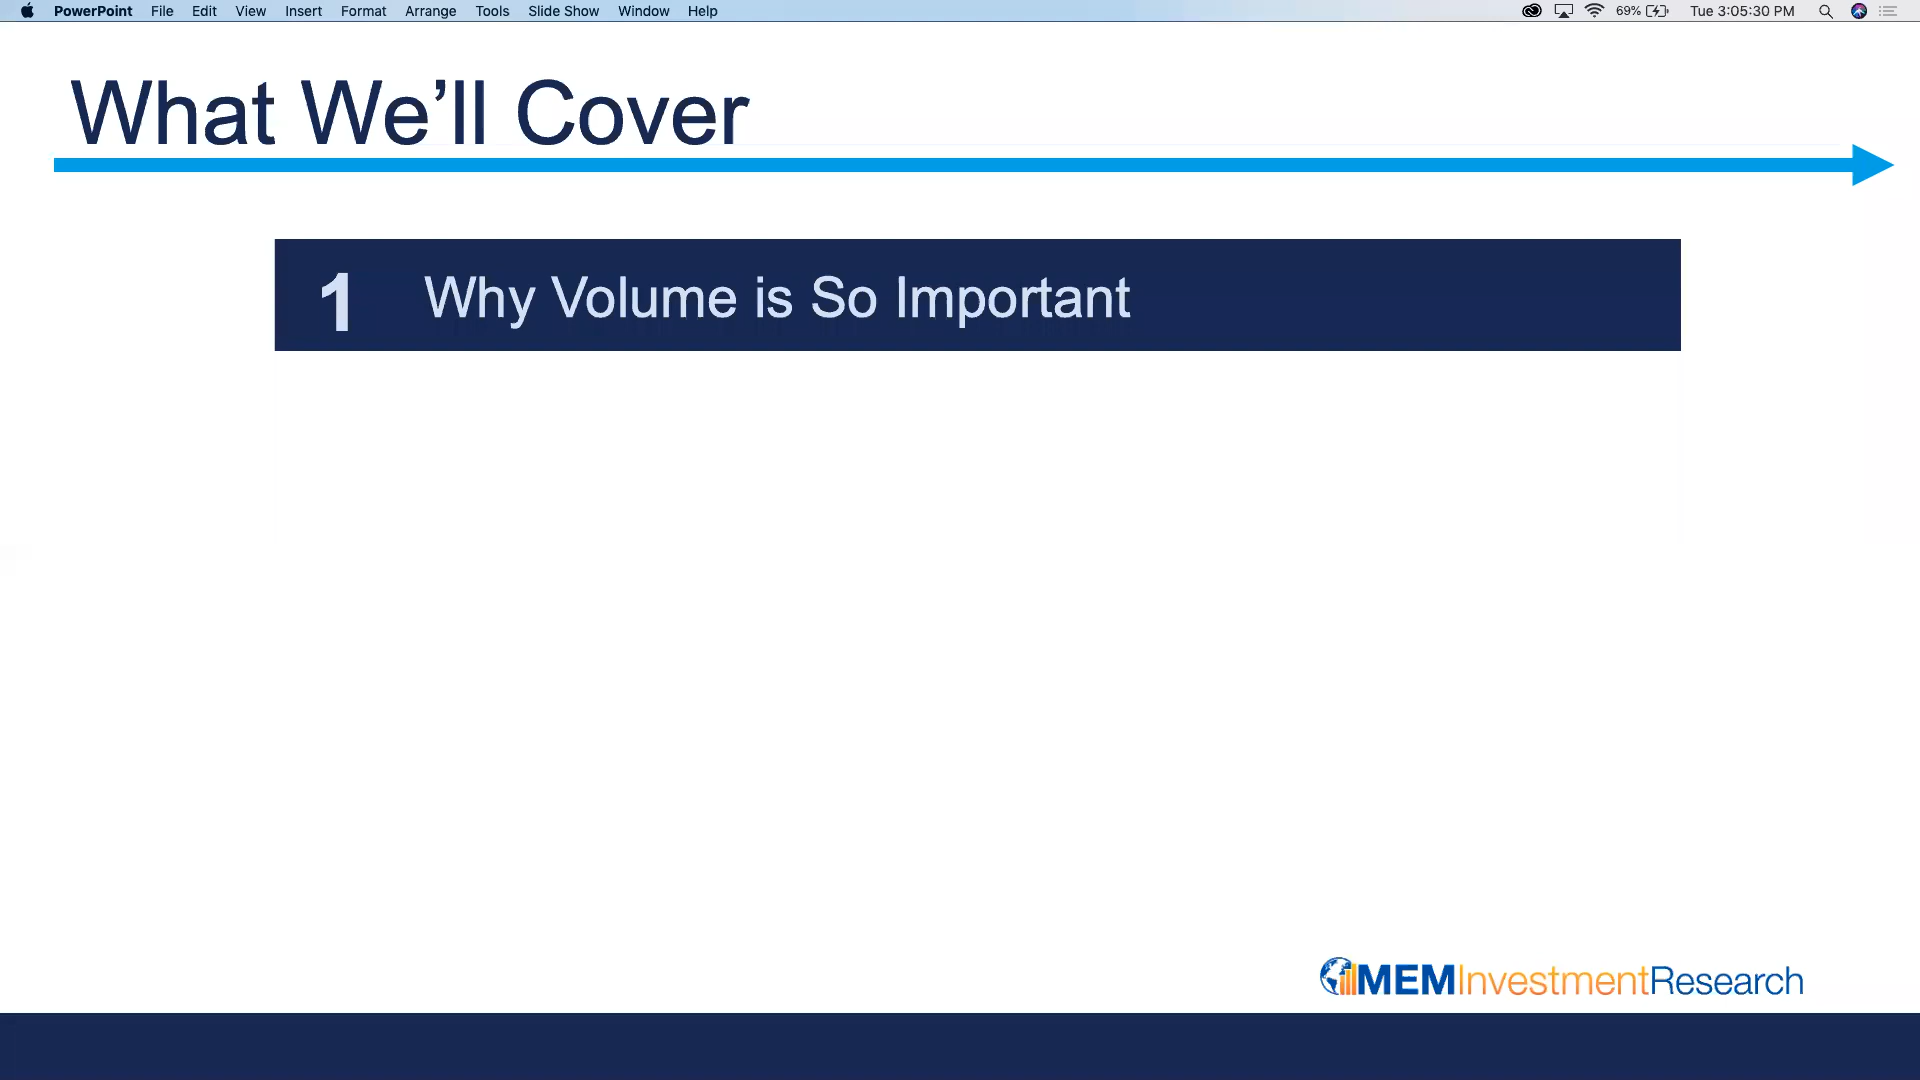 PowerPoint File Edit View Insert Format Arrange Tools Slide Show Window Help 69% Tue 3:05:30 PM
What We’ll Cover
1 Why Volume is So Important
MEMInvestmentResearch